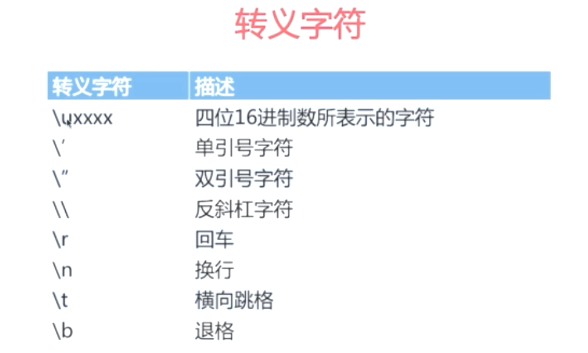 转义字符
转义字符 描述
\uxxxx 四位16进制数所表示的字符
\′ 单引号字符
\″ 双引号字符
\\ 反斜杠字符
\r 回车
\n 换行
\t 横向跳格
\b 退格